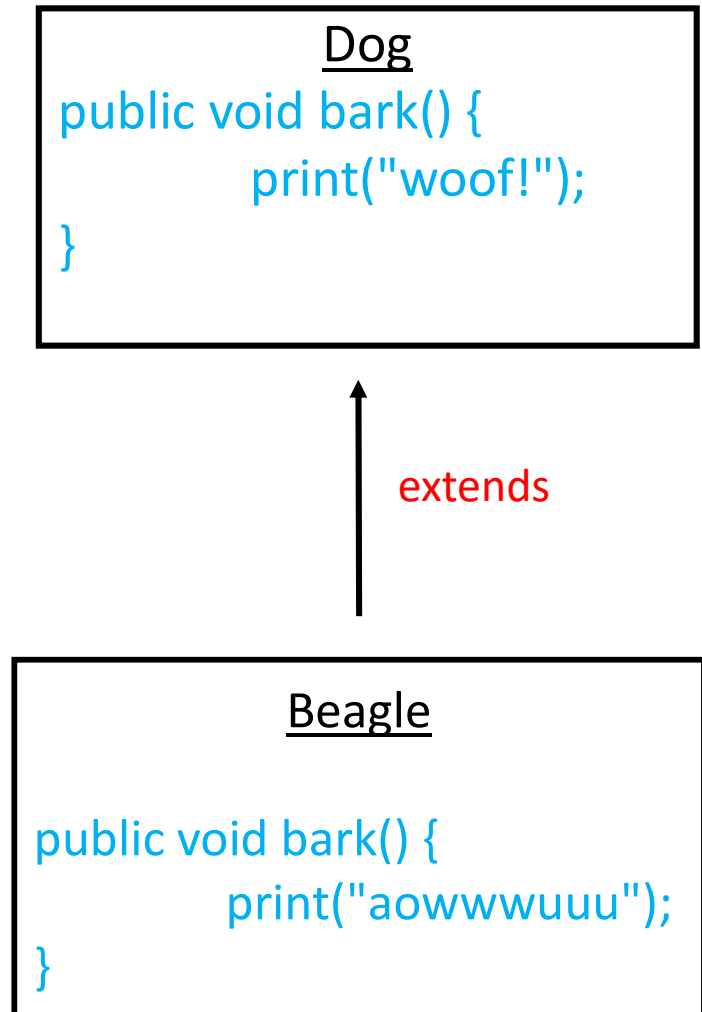 Dog
public void bark() {
print("woof!");
}
extends
Beagle
public void bark() {
print("aowwwuuu");
}